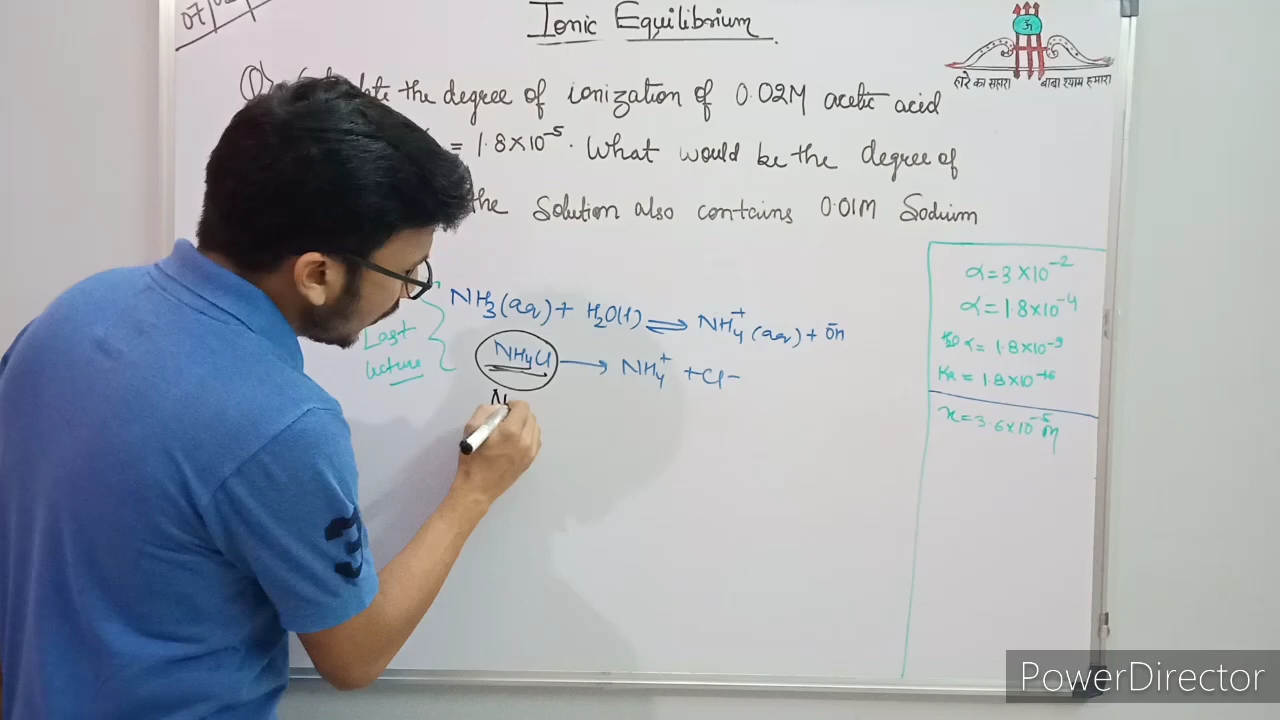 07
Ionic Equilibrium
ॐ
हारे का सहारा बाबा श्याम हमारा
Q) the degree of ionization of 0.02M acetic acid
= 1.8×10⁻⁵. What would be the degree of
the Solution also contains 0.01M Sodium
NH₃(aq) + H₂O(l) ⇌ NH₄⁺(aq) + ŌH
Last
lecture
NH₄Cl → NH₄⁺ + Cl−
α = 3×10⁻²
α = 1.8×10⁻⁴
α = 1.8×10⁻⁹
Ka = 1.8×10⁻¹⁶
x = 3.6×10⁻⁵ m
PowerDirector